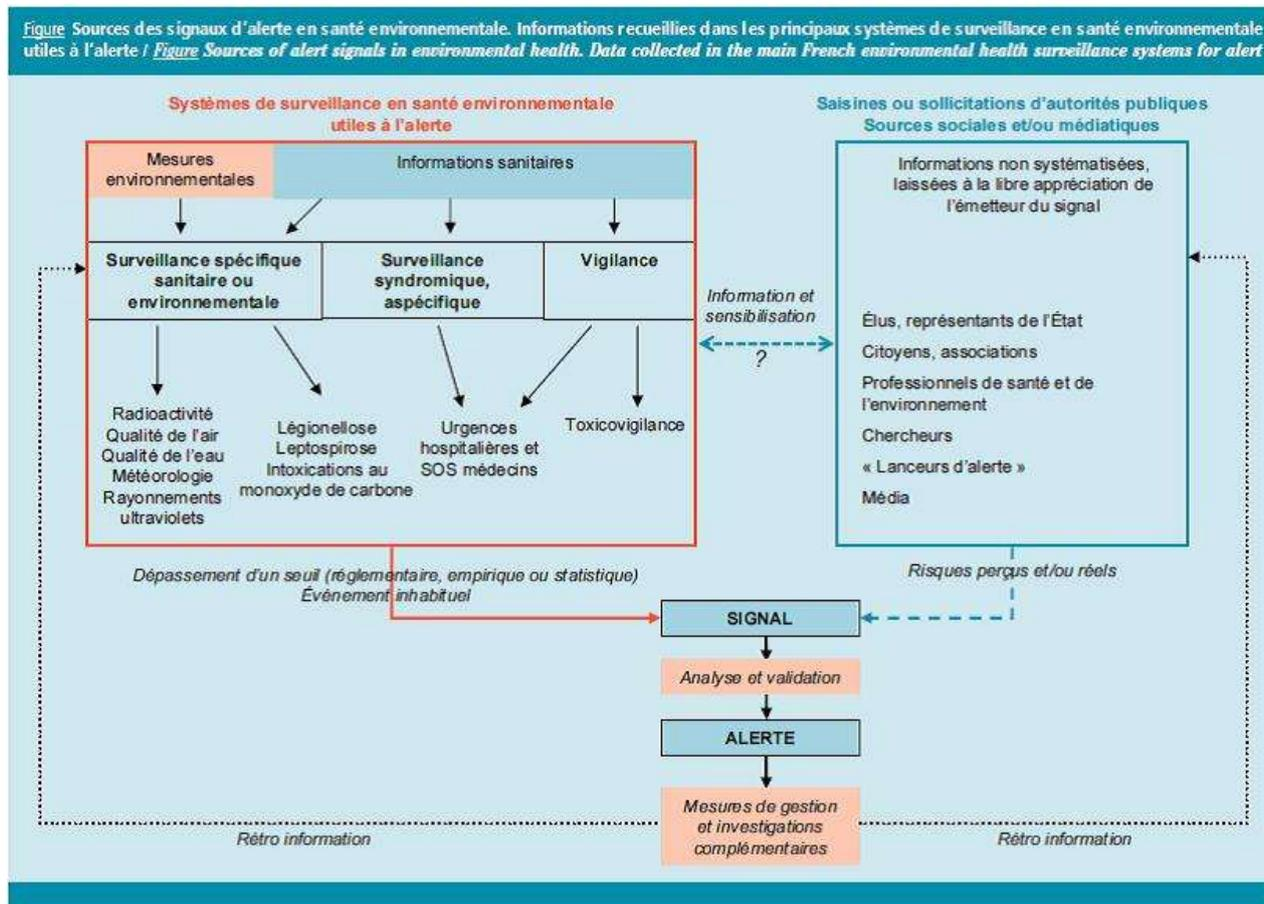 Figure Sources des signaux d'alerte en santé environnementale. Informations recueillies dans les principaux systèmes de surveillance en santé environnementale
utiles à l'alerte / Figure Sources of alert signals in environmental health. Data collected in the main French environmental health surveillance systems for alert
Systèmes de surveillance en santé environnementale
utiles à l'alerte
Mesures
environnementales
Informations sanitaires
Surveillance spécifique
sanitaire ou
environnementale
Surveillance
syndromique,
aspécifique
Vigilance
Radioactivité
Qualité de l'air
Qualité de l'eau
Météorologie
Rayonnements
ultraviolets
Légionellose
Leptospirose
Intoxications au
monoxyde de carbone
Urgences
hospitalières et
SOS médecins
Toxicovigilance
Information et
sensibilisation
?
Saisines ou sollicitations d'autorités publiques
Sources sociales et/ou médiatiques
Informations non systématisées,
laissées à la libre appréciation de
l'émetteur du signal
Élus, représentants de l'État
Citoyens, associations
Professionnels de santé et de
l'environnement
Chercheurs
« Lanceurs d'alerte »
Média
Dépassement d'un seuil (réglementaire, empirique ou statistique)
Événement inhabituel
Risques perçus et/ou réels
SIGNAL
Analyse et validation
ALERTE
Mesures de gestion
et investigations
complémentaires
Rétro information
Rétro information